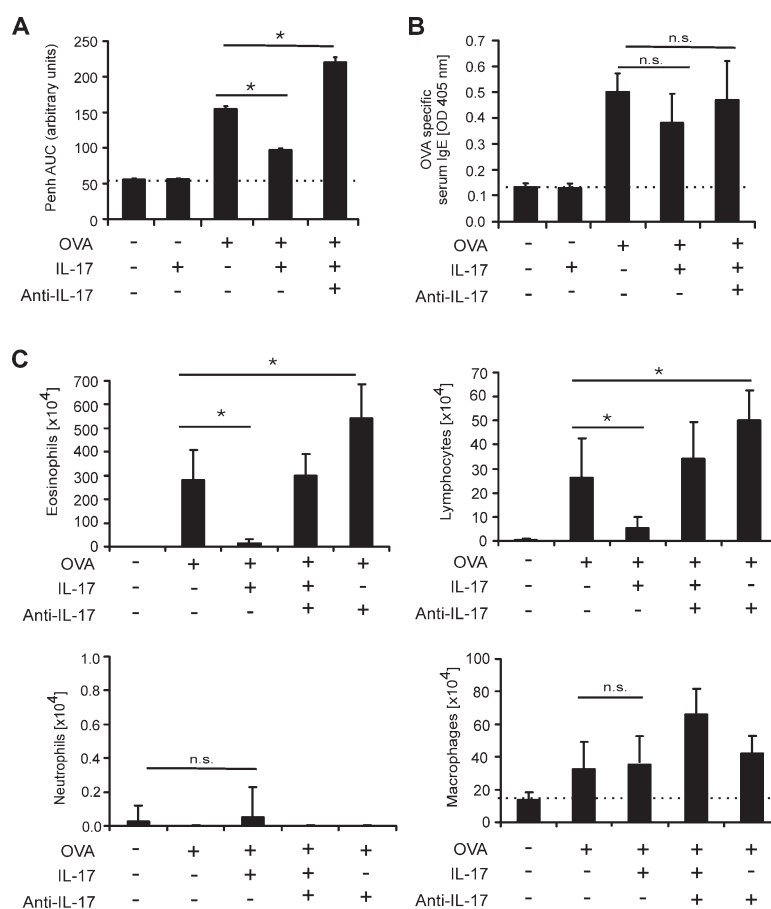 A
Penh AUC (arbitrary units)
250
200
150
100
50
0
*
*
OVA - - + + +
IL-17 - + - + +
Anti-IL-17 - - - - +
B
OVA specific
serum IgE [OD 405 nm]
0.7
0.6
0.5
0.4
0.3
0.2
0.1
0.0
n.s.
n.s.
OVA - - + + +
IL-17 - + - + +
Anti-IL-17 - - - - +
C
Eosinophils [x10⁴]
700
600
500
400
300
200
100
0
*
*
OVA - + + + +
IL-17 - - + + -
Anti-IL-17 - - - + +
Lymphocytes [x10⁴]
70
60
50
40
30
20
10
0
*
*
OVA - + + + +
IL-17 - - + + -
Anti-IL-17 - - - + +
Neutrophils [x10⁴]
1.0
0.8
0.6
0.4
0.2
0.0
n.s.
OVA - + + + +
IL-17 - - + + -
Anti-IL-17 - - - + +
Macrophages [x10⁴]
100
80
60
40
20
0
n.s.
OVA - + + + +
IL-17 - - + + -
Anti-IL-17 - - - + +